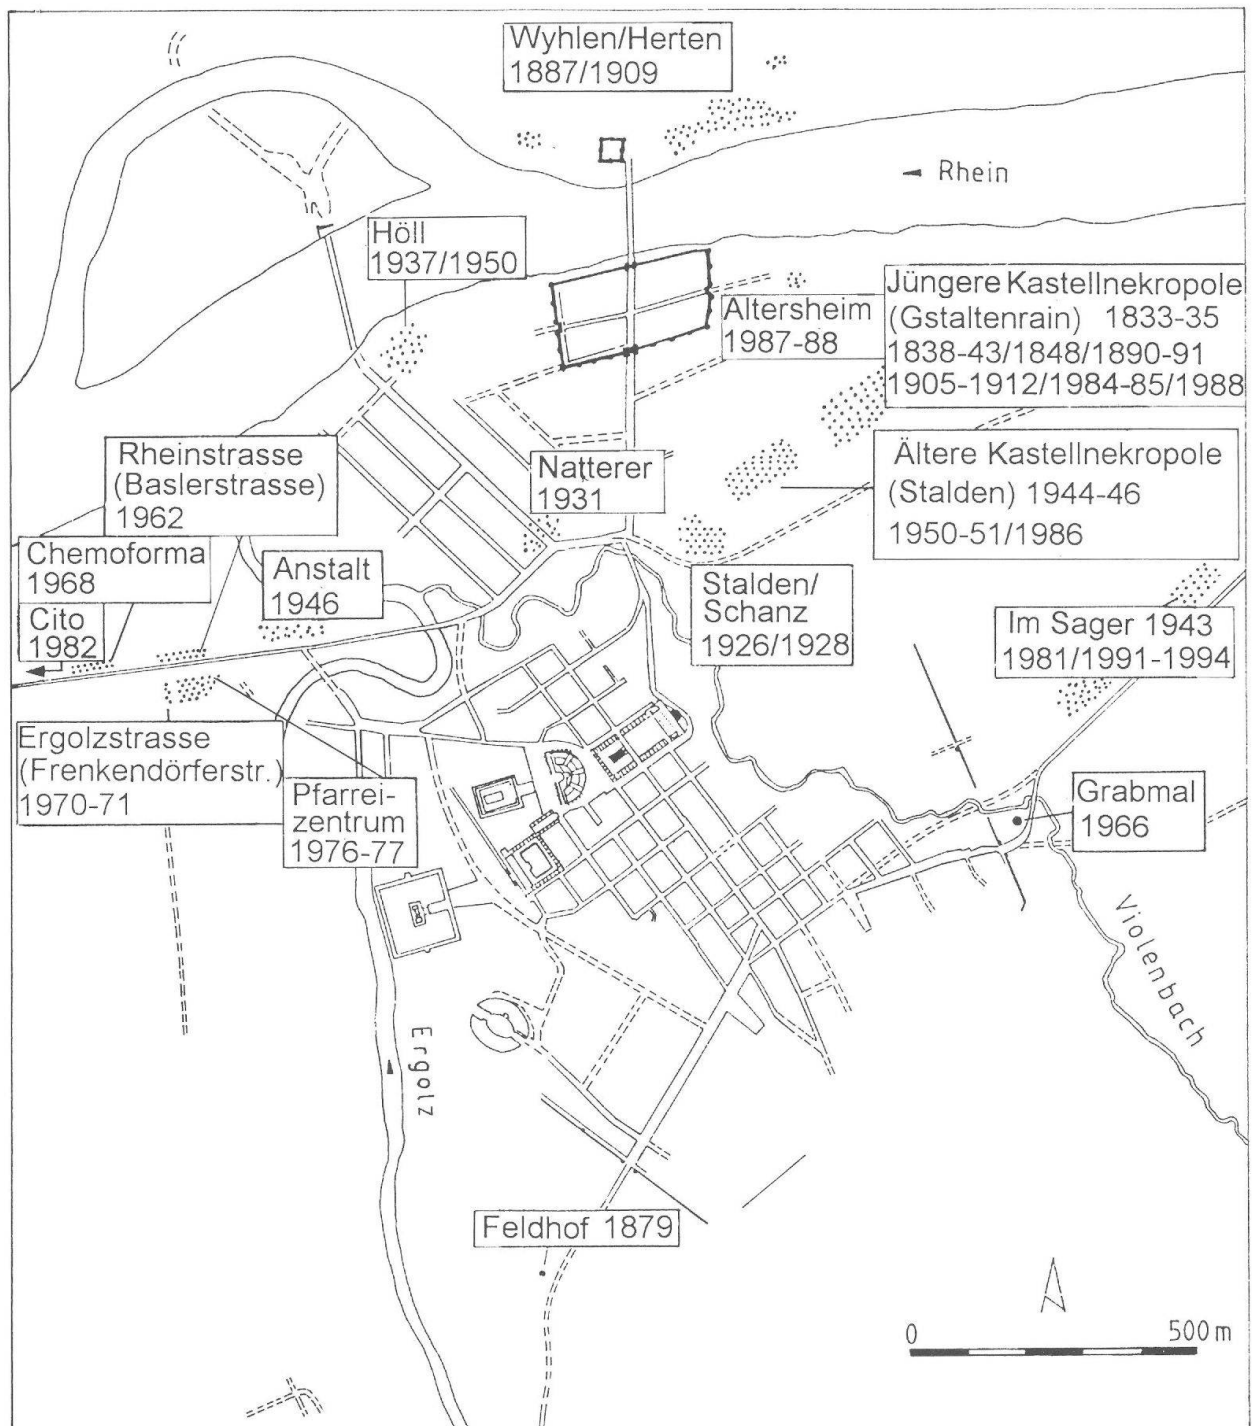 Wyhlen/Herten
1887/1909
Rhein
Höll
1937/1950
Altersheim
1987-88
Jüngere Kastellnekropole
(Gstaltenrain) 1833-35
1838-43/1848/1890-91
1905-1912/1984-85/1988
Rheinstrasse
(Baslerstrasse)
1962
Natterer
1931
Ältere Kastellnekropole
(Stalden) 1944-46
1950-51/1986
Chemoforma
1968
Anstalt
1946
Cito
1982
Stalden/
Schanz
1926/1928
Im Sager 1943
1981/1991-1994
Ergolzstrasse
(Frenkendörferstr.)
1970-71
Pfarrei-
zentrum
1976-77
Grabmal
1966
Violenbach
Ergolz
Feldhof 1879
0 500 m